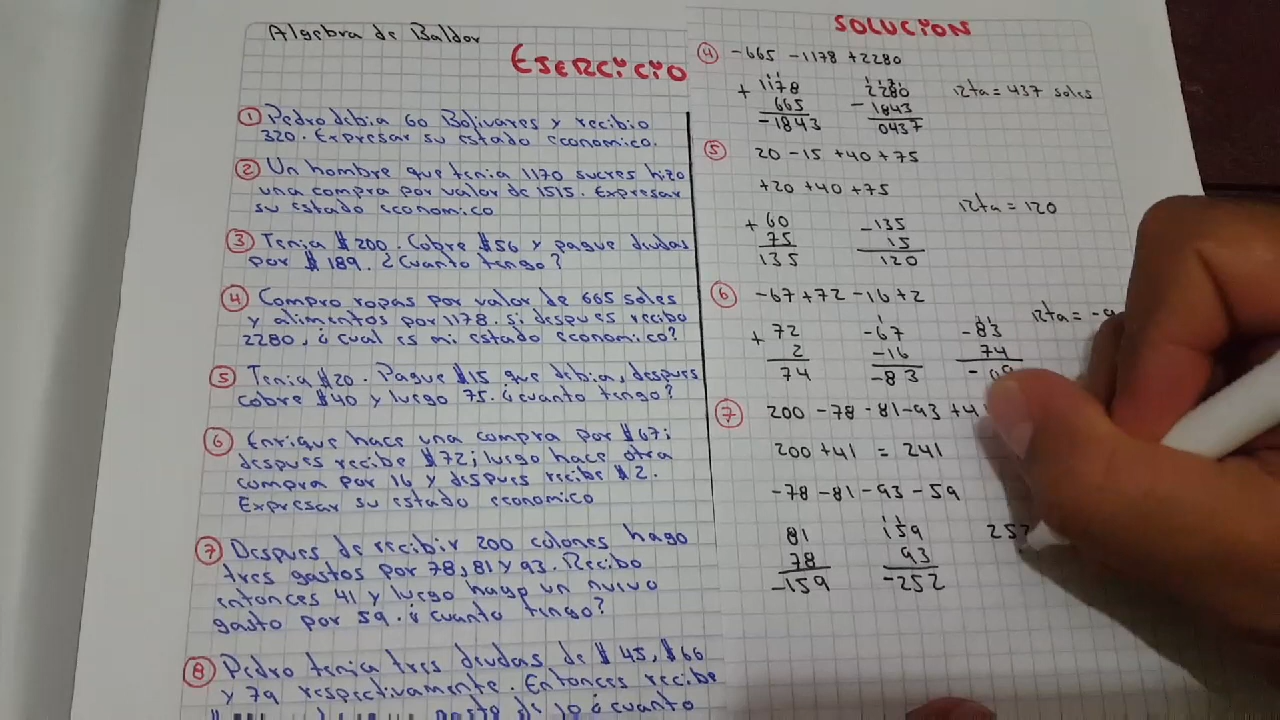 Algebra de Baldor
EJERCiCiO
① Pedro debia 60 Bolivares y recibio
320. Expresar su estado economico.
② Un hombre que tenia 1170 sucres hizo
una compra por valor de 1515. Expresar
su estado economico
③ Tenia $ 200. Cobre $56 y pague deudas
por $ 189. ¿Cuanto tengo?
④ Compro ropas por valor de 665 soles
y alimentos por 1178. si despues recibo
2280, ¿cual es mi estado economico?
⑤ Tenia $20. Pague $15 que debia, despues
cobre $40 y luego 75. ¿cuanto tengo?
⑥ Enrique hace una compra por $67;
despues recibe $72; luego hace otra
compra por 16 y despues recibe $2.
Expresar su estado economico
⑦ Despues de recibir 200 colones hago
tres gastos por 78, 81 y 93. Recibo
entonces 41 y luego hago un nuevo
gasto por 59. ¿cuanto tengo?
⑧ Pedro tenia tres deudas de $45, $66
y 79 respectivamente. Entonces recibe
cuanto
SOLUCiON
④ -665 -1178 +2280
1178 2280 rta = 437 soles
+ 665 - 1843
-1843 0437
⑤ 20 -15 +40 +75
+20 +40 +75
rta = 120
+ 60 -135
75 15
135 120
⑥ -67 +72 -16 +2
rta = -9
+ 72 -67 -83
2 -16 74
74 -83
⑦ 200 -78 -81 -93 +41
200 +41 = 241
-78 -81 -93 -59
81 159 252
78 93
-159 -252